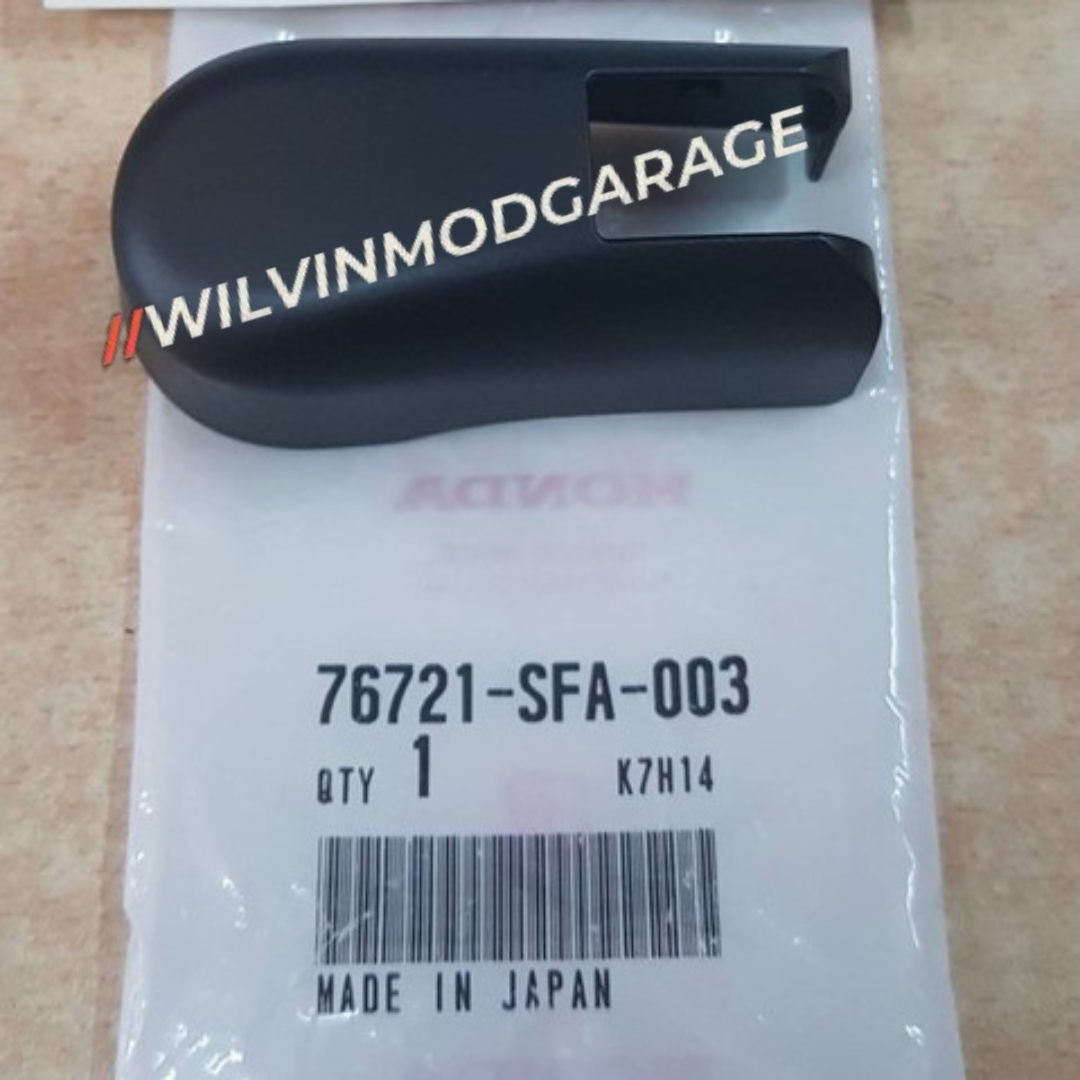 //WILVINMODGARAGE
HONDA
76721-SFA-003
QTY 1 K7H14
MADE IN JAPAN